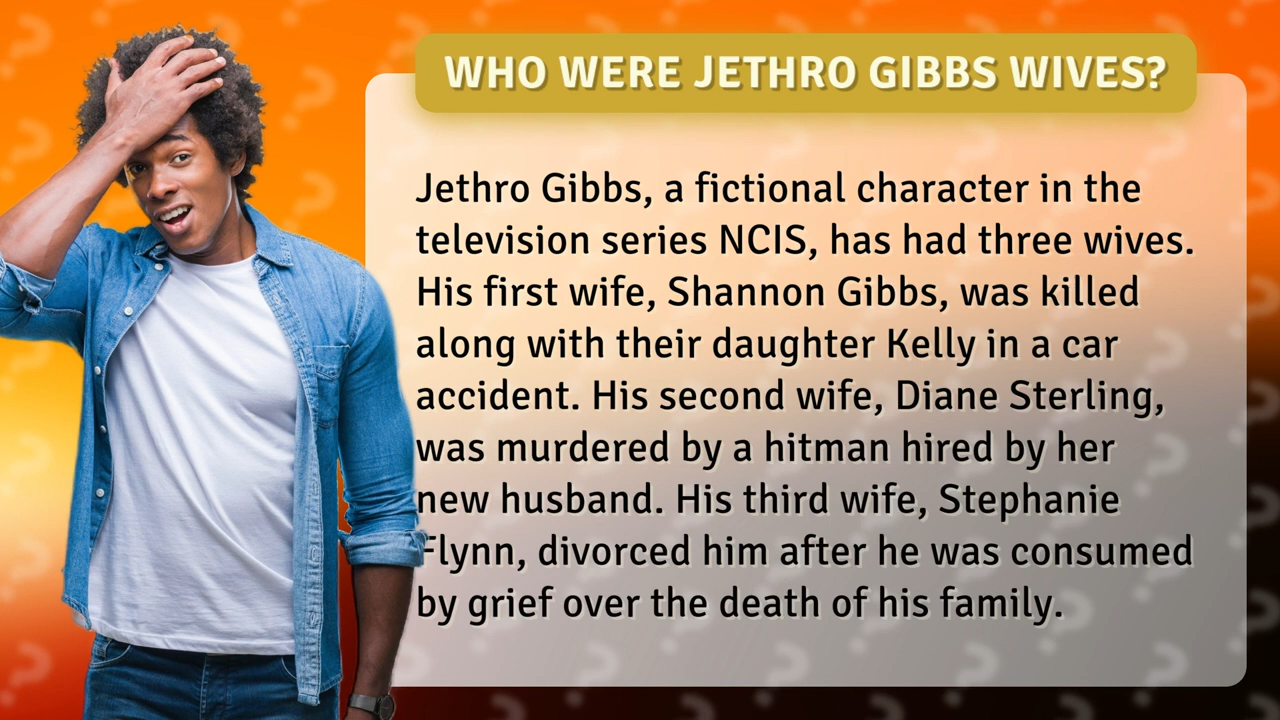 WHO WERE JETHRO GIBBS WIVES?
Jethro Gibbs, a fictional character in the
television series NCIS, has had three wives.
His first wife, Shannon Gibbs, was killed
along with their daughter Kelly in a car
accident. His second wife, Diane Sterling,
was murdered by a hitman hired by her
new husband. His third wife, Stephanie
Flynn, divorced him after he was consumed
by grief over the death of his family.